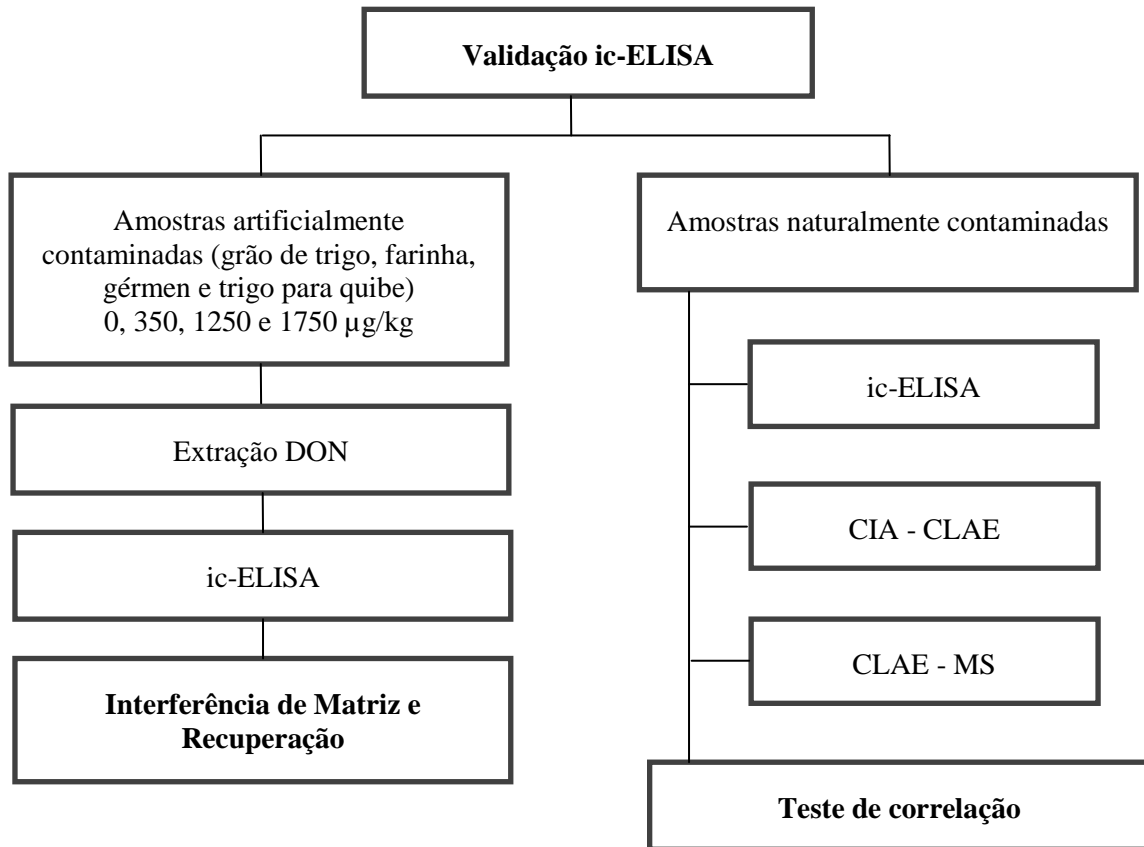 Validação ic-ELISA
Amostras artificialmente
contaminadas (grão de trigo, farinha,
gérmen e trigo para quibe)
0, 350, 1250 e 1750 µg/kg
Extração DON
ic-ELISA
Interferência de Matriz e
Recuperação
Amostras naturalmente contaminadas
ic-ELISA
CIA - CLAE
CLAE - MS
Teste de correlação